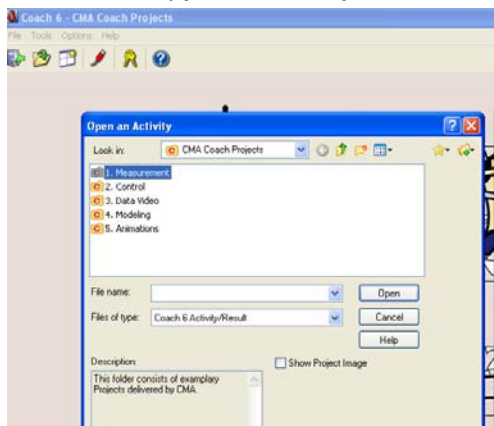 Coach 6 - CMA Coach Projects
File Tools Options Help
Open an Activity
Look in: CMA Coach Projects
1. Measurement
2. Control
3. Data Video
4. Modeling
5. Animations
File name:
Open
Files of type: Coach 6 Activity/Result
Cancel
Help
Description:
Show Project Image
This folder consists of examplary
Projects delivered by CMA.